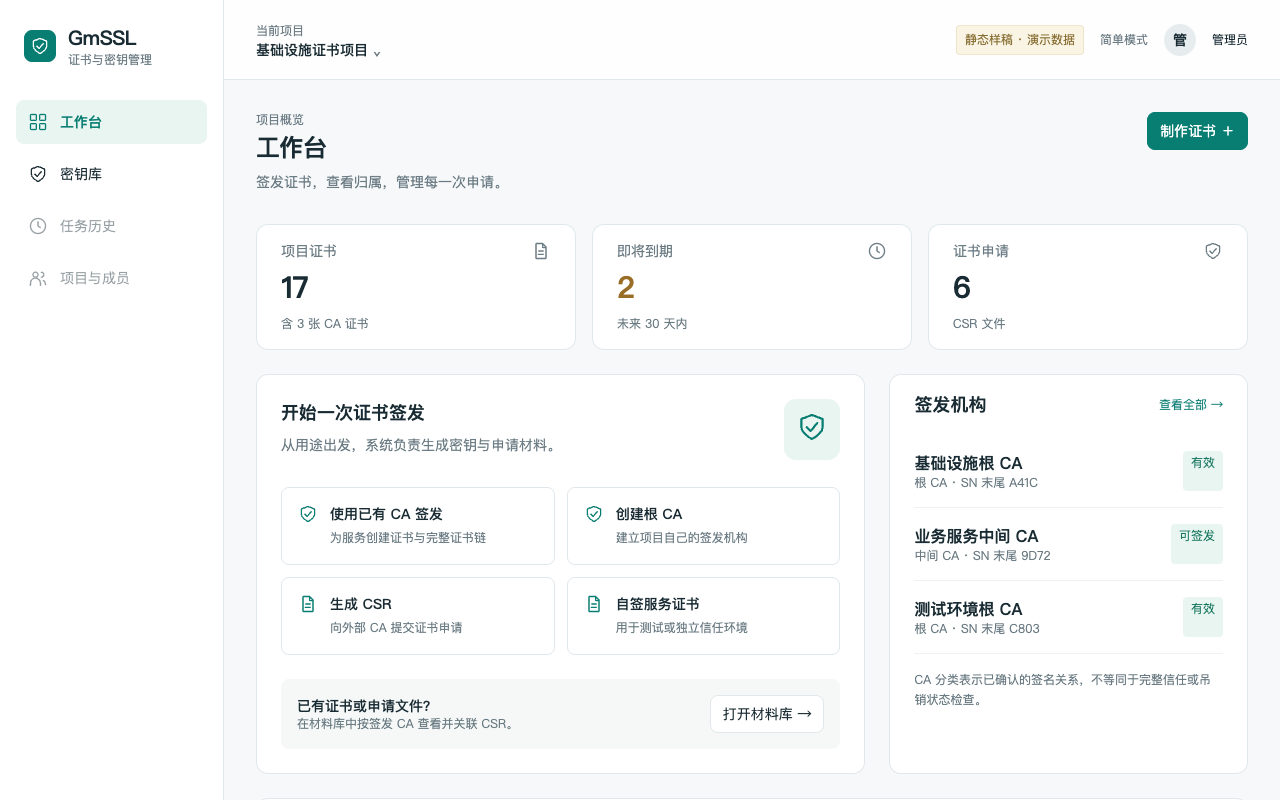 GmSSL
证书与密钥管理
工作台
密钥库
任务历史
项目与成员
当前项目
基础设施证书项目
静态样稿 · 演示数据
简单模式
管
管理员
项目概览
工作台
签发证书，查看归属，管理每一次申请。
制作证书 +
项目证书
17
含 3 张 CA 证书
即将到期
2
未来 30 天内
证书申请
6
CSR 文件
开始一次证书签发
从用途出发，系统负责生成密钥与申请材料。
使用已有 CA 签发
为服务创建证书与完整证书链
创建根 CA
建立项目自己的签发机构
生成 CSR
向外部 CA 提交证书申请
自签服务证书
用于测试或独立信任环境
已有证书或申请文件?
在材料库中按签发 CA 查看并关联 CSR。
打开材料库 →
签发机构
查看全部 →
基础设施根 CA
根 CA · SN 末尾 A41C
有效
业务服务中间 CA
中间 CA · SN 末尾 9D72
可签发
测试环境根 CA
根 CA · SN 末尾 C803
有效
CA 分类表示已确认的签名关系，不等同于完整信任或吊
销状态检查。